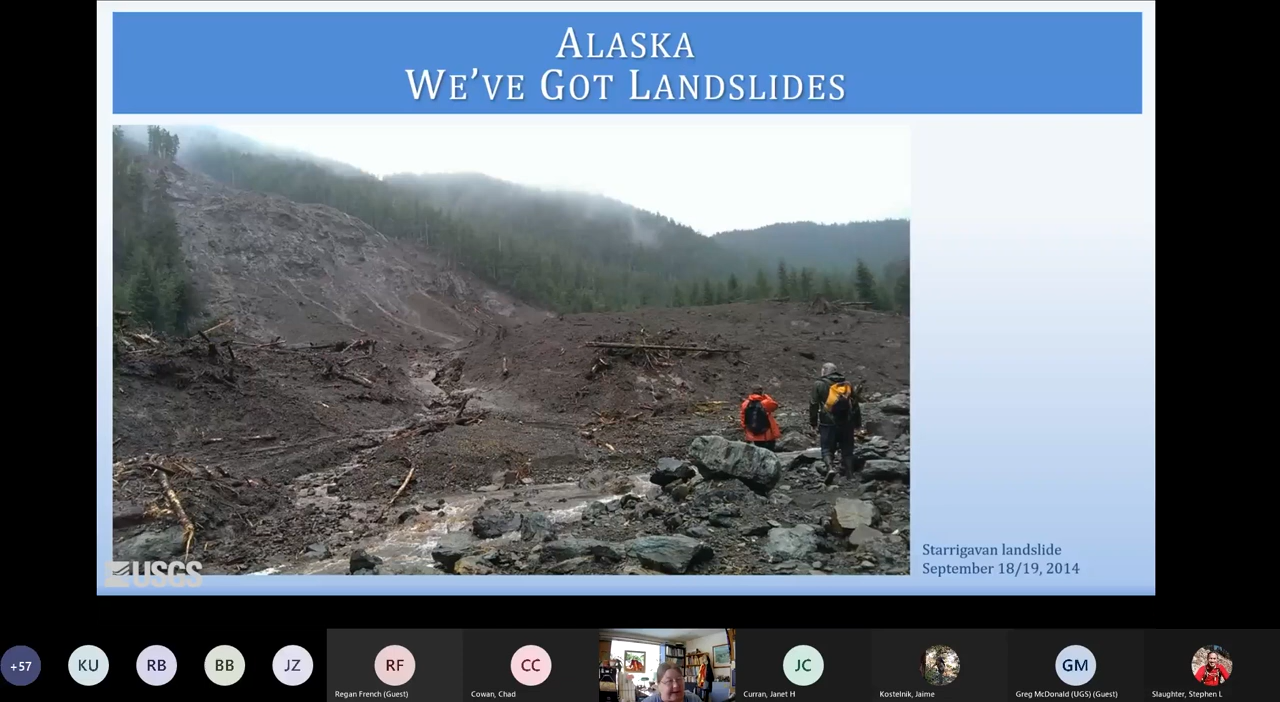 ALASKA
WE'VE GOT LANDSLIDES
Starrigavan landslide
September 18/19, 2014
USGS
+57
KU
RB
BB
JZ
RF
CC
JC
GM
Regan French (Guest)
Cowan, Chad
Curran, Janet H
Kostelnik, Jaime
Greg McDonald (UGS) (Guest)
Slaughter, Stephen L